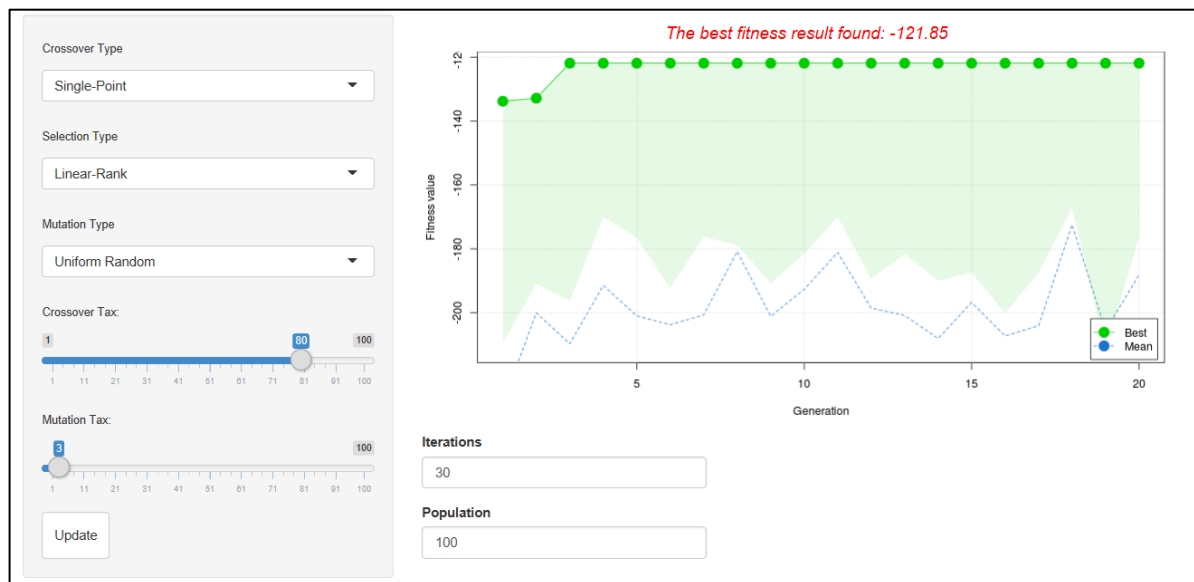 Crossover Type
Single-Point
Selection Type
Linear-Rank
Mutation Type
Uniform Random
Crossover Tax:
1 80 100
1 11 21 31 41 51 61 71 81 91 100
Mutation Tax:
3 100
1 11 21 31 41 51 61 71 81 91 100
Update
The best fitness result found: -121.85
-12
-140
-160
-180
-200
Fitness value
Best
Mean
5 10 15 20
Generation
Iterations
30
Population
100